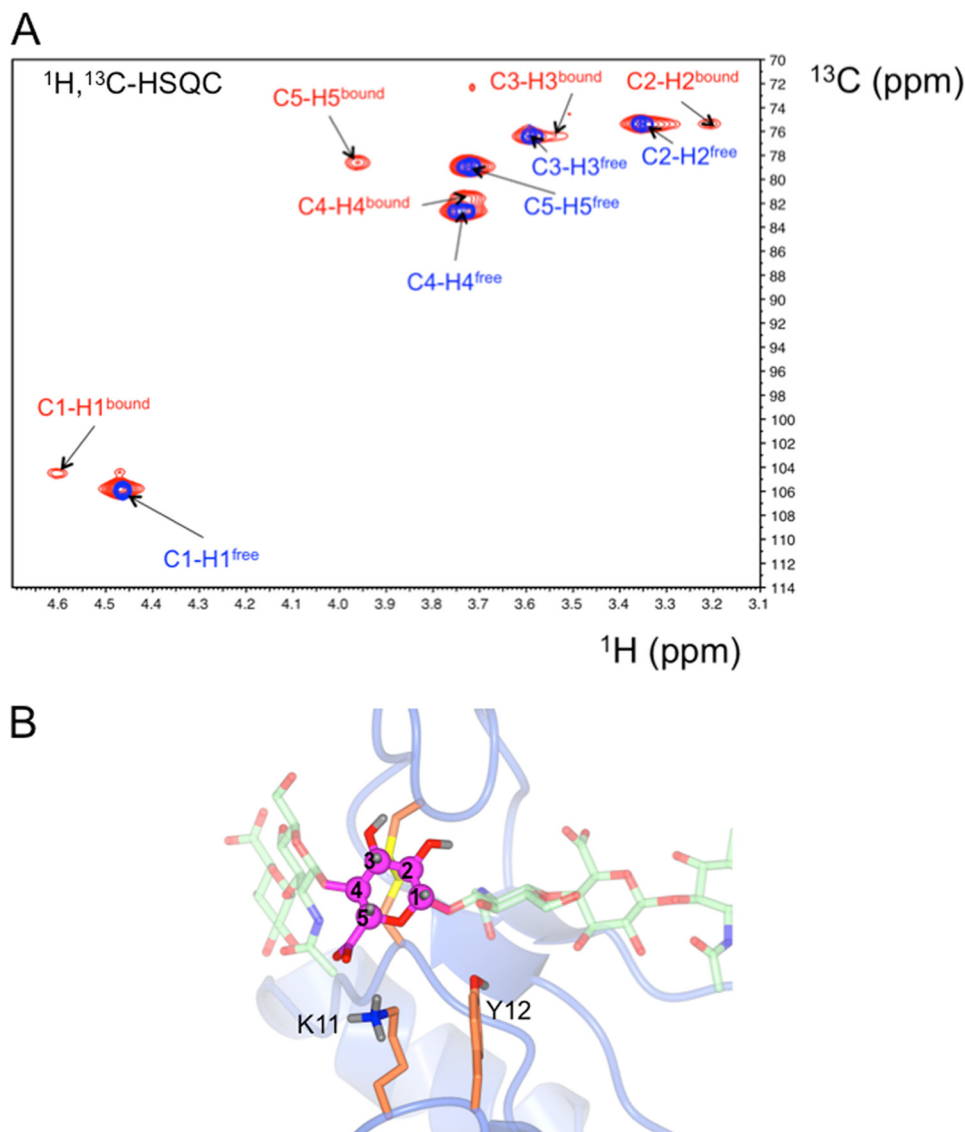 A
¹H,¹³C-HSQC
C5-H5ᵇᵒᵘⁿᵈ
C3-H3ᵇᵒᵘⁿᵈ
C2-H2ᵇᵒᵘⁿᵈ
¹³C (ppm)
C3-H3ᶠʳᵉᵉ
C2-H2ᶠʳᵉᵉ
C4-H4ᵇᵒᵘⁿᵈ
C5-H5ᶠʳᵉᵉ
C4-H4ᶠʳᵉᵉ
C1-H1ᵇᵒᵘⁿᵈ
C1-H1ᶠʳᵉᵉ
70
72
74
76
78
80
82
84
86
88
90
92
94
96
98
100
102
104
106
108
110
112
114
4.6 4.5 4.4 4.3 4.2 4.1 4.0 3.9 3.8 3.7 3.6 3.5 3.4 3.3 3.2 3.1
¹H (ppm)
B
3
2
4
1
5
K11
Y12